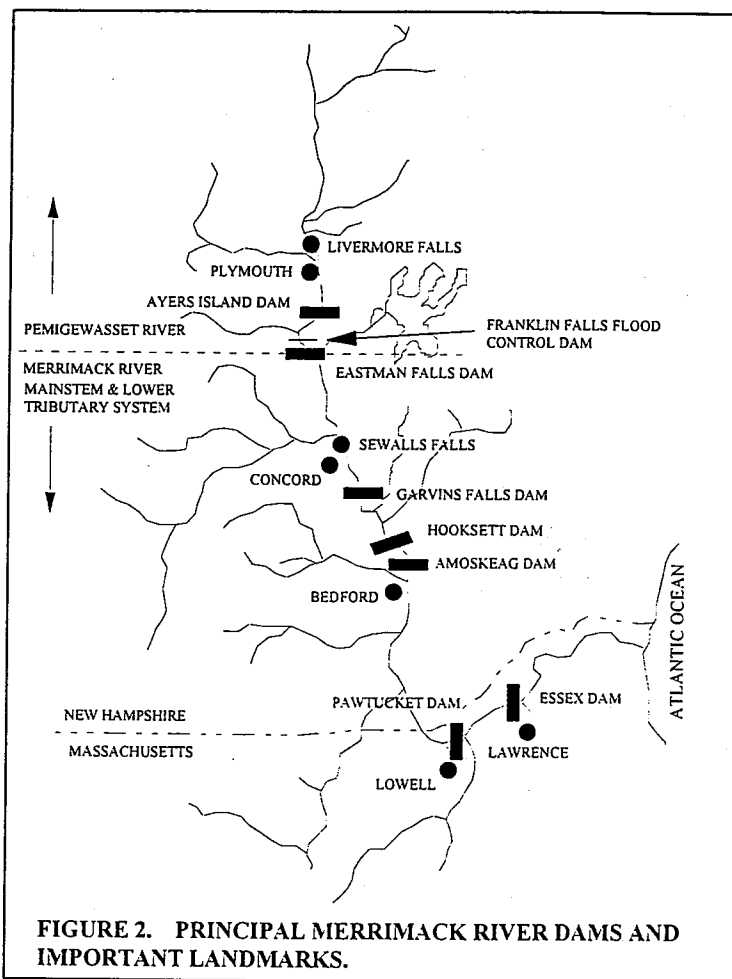 LIVERMORE FALLS
PLYMOUTH
AYERS ISLAND DAM
PEMIGEWASSET RIVER
FRANKLIN FALLS FLOOD
CONTROL DAM
MERRIMACK RIVER
MAINSTEM & LOWER
TRIBUTARY SYSTEM
EASTMAN FALLS DAM
SEWALLS FALLS
CONCORD
GARVINS FALLS DAM
HOOKSETT DAM
AMOSKEAG DAM
BEDFORD
ATLANTIC OCEAN
PAWTUCKET DAM
ESSEX DAM
NEW HAMPSHIRE
MASSACHUSETTS
LAWRENCE
LOWELL
FIGURE 2. PRINCIPAL MERRIMACK RIVER DAMS AND
IMPORTANT LANDMARKS.